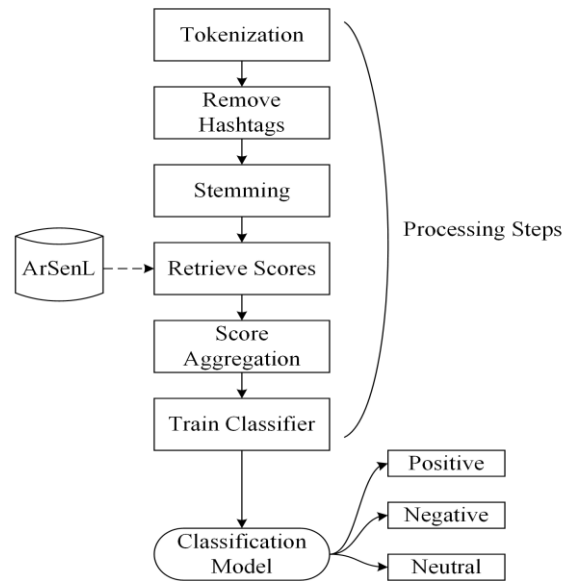 Tokenization
Remove
Hashtags
Stemming
ArSenL
Retrieve Scores
Processing Steps
Score
Aggregation
Train Classifier
Classification
Model
Positive
Negative
Neutral